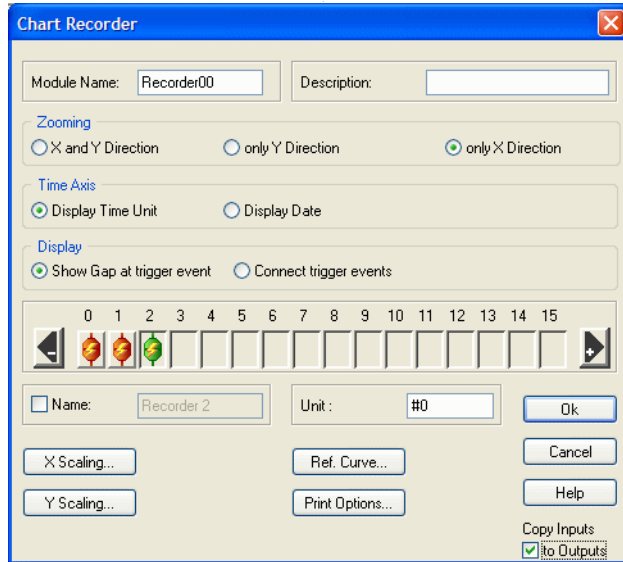 Chart Recorder
Module Name: Recorder00 Description:
Zooming
X and Y Direction only Y Direction only X Direction
Time Axis
Display Time Unit Display Date
Display
Show Gap at trigger event Connect trigger events
0 1 2 3 4 5 6 7 8 9 10 11 12 13 14 15
- +
Name: Recorder 2 Unit : #0 Ok
X Scaling... Ref. Curve... Cancel
Y Scaling... Print Options... Help
Copy Inputs
to Outputs